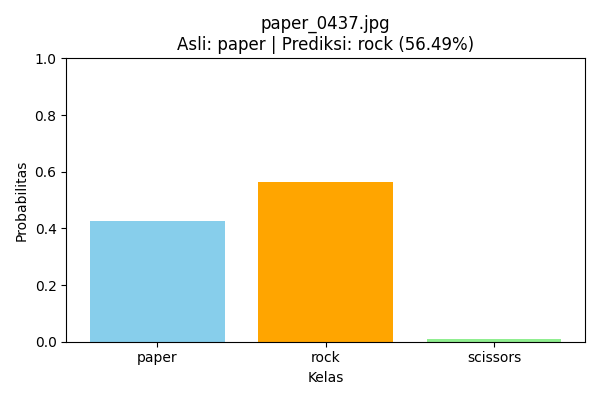 paper_0437.jpg
Asli: paper | Prediksi: rock (56.49%)
Probabilitas
1.0
0.8
0.6
0.4
0.2
0.0
paper rock scissors
Kelas